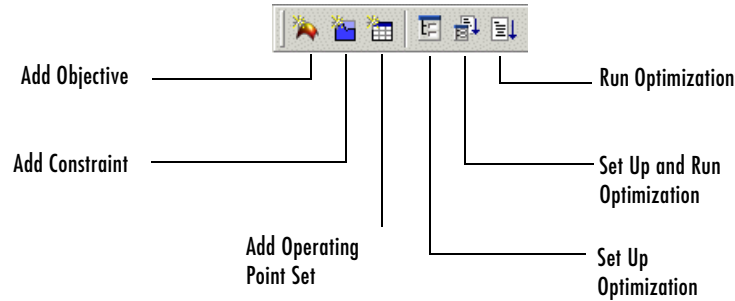 Add Objective
Run Optimization
Add Constraint
Set Up and Run
Optimization
Add Operating
Point Set
Set Up
Optimization